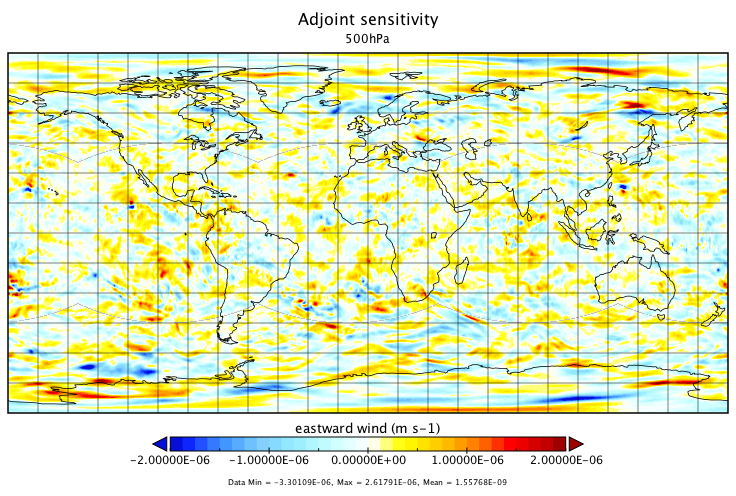 Adjoint sensitivity
500hPa
eastward wind (m s-1)
-2.00000E-06 -1.00000E-06 0.00000E+00 1.00000E-06 2.00000E-06
Data Min = -3.30109E-06, Max = 2.61791E-06, Mean = 1.55768E-09